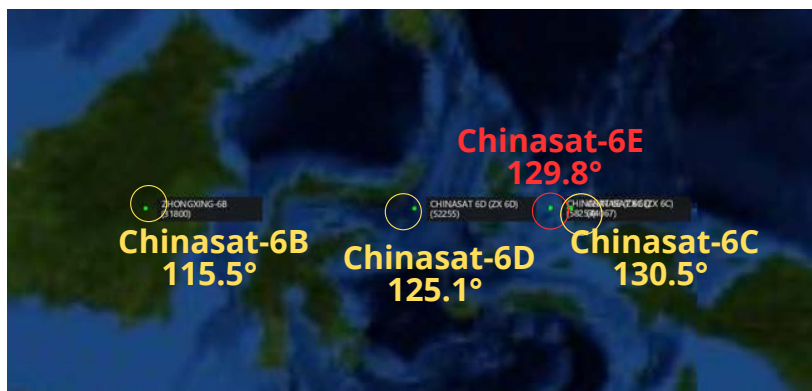 Chinasat-6E
129.8°
ZHONGXING-6B
(31800)
CHINASAT 6D (ZX 6D)
(52255)
Chinasat-6B
115.5°
Chinasat-6D
125.1°
Chinasat-6C
130.5°